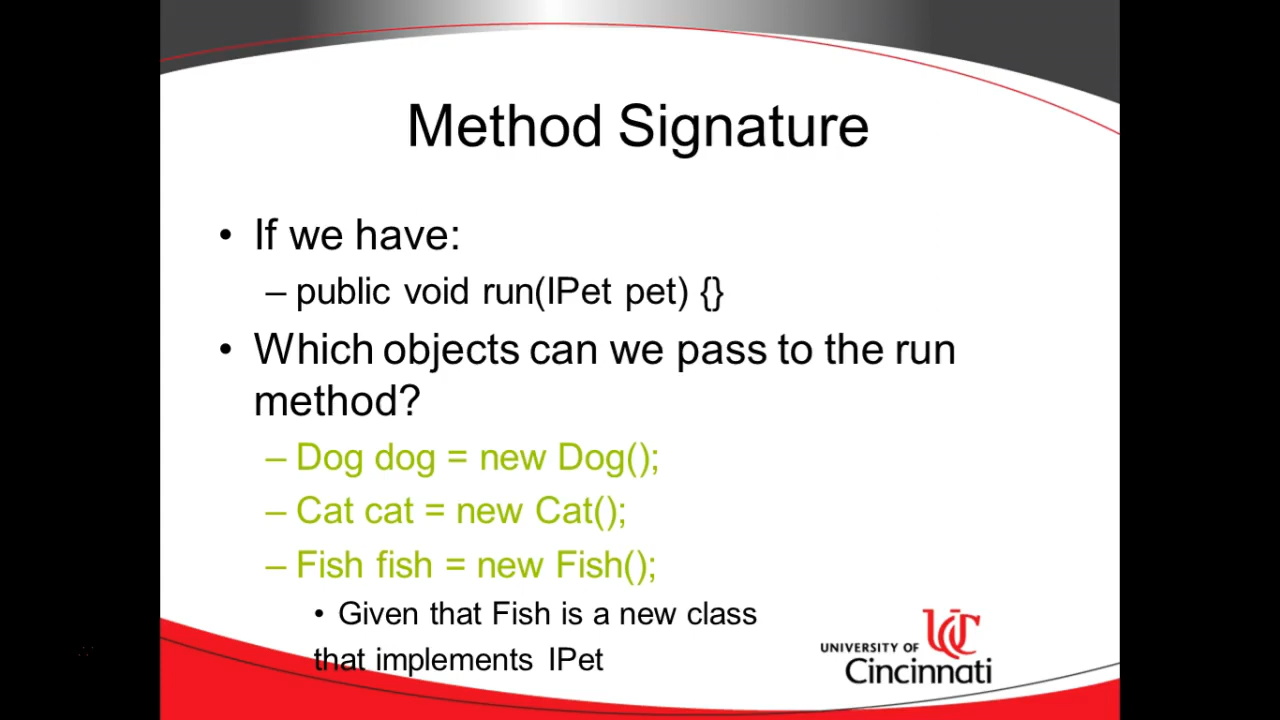 Method Signature
• If we have:
– public void run(IPet pet) {}
• Which objects can we pass to the run
method?
– Dog dog = new Dog();
– Cat cat = new Cat();
– Fish fish = new Fish();
• Given that Fish is a new class
that implements IPet
UC
UNIVERSITY OF
Cincinnati